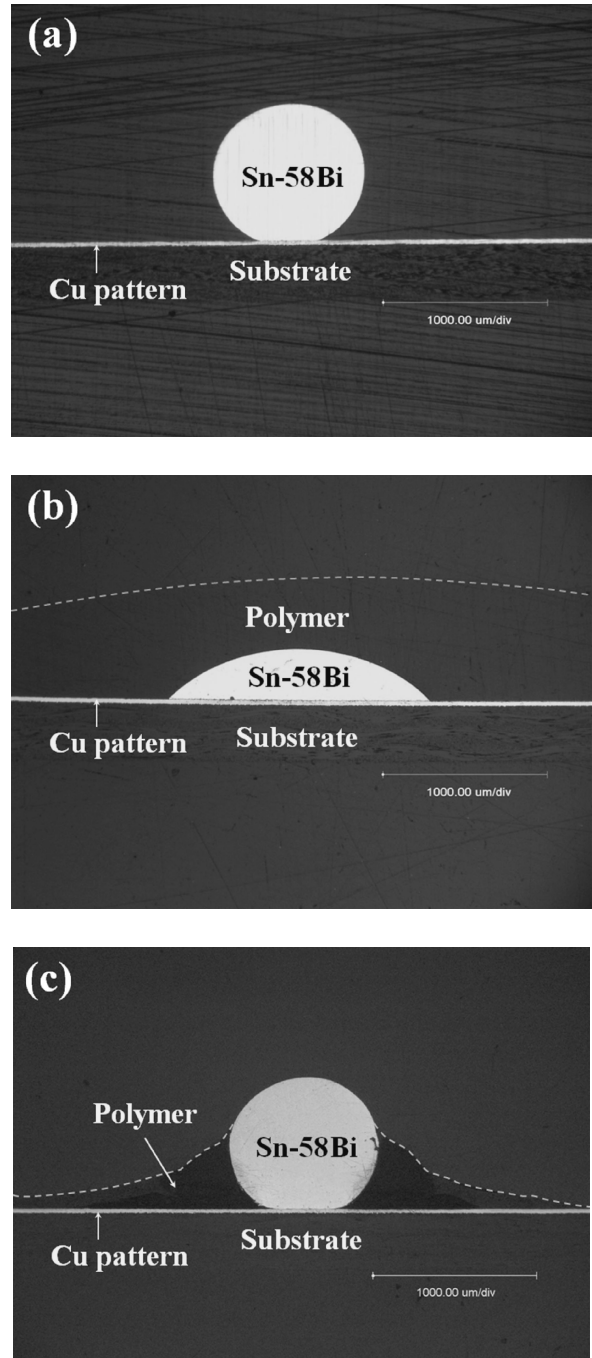 (a)
Sn-58Bi
Substrate
Cu pattern
1000.00 um/div
(b)
Polymer
Sn-58Bi
Cu pattern
Substrate
1000.00 um/div
(c)
Polymer
Sn-58Bi
Substrate
Cu pattern
1000.00 um/div